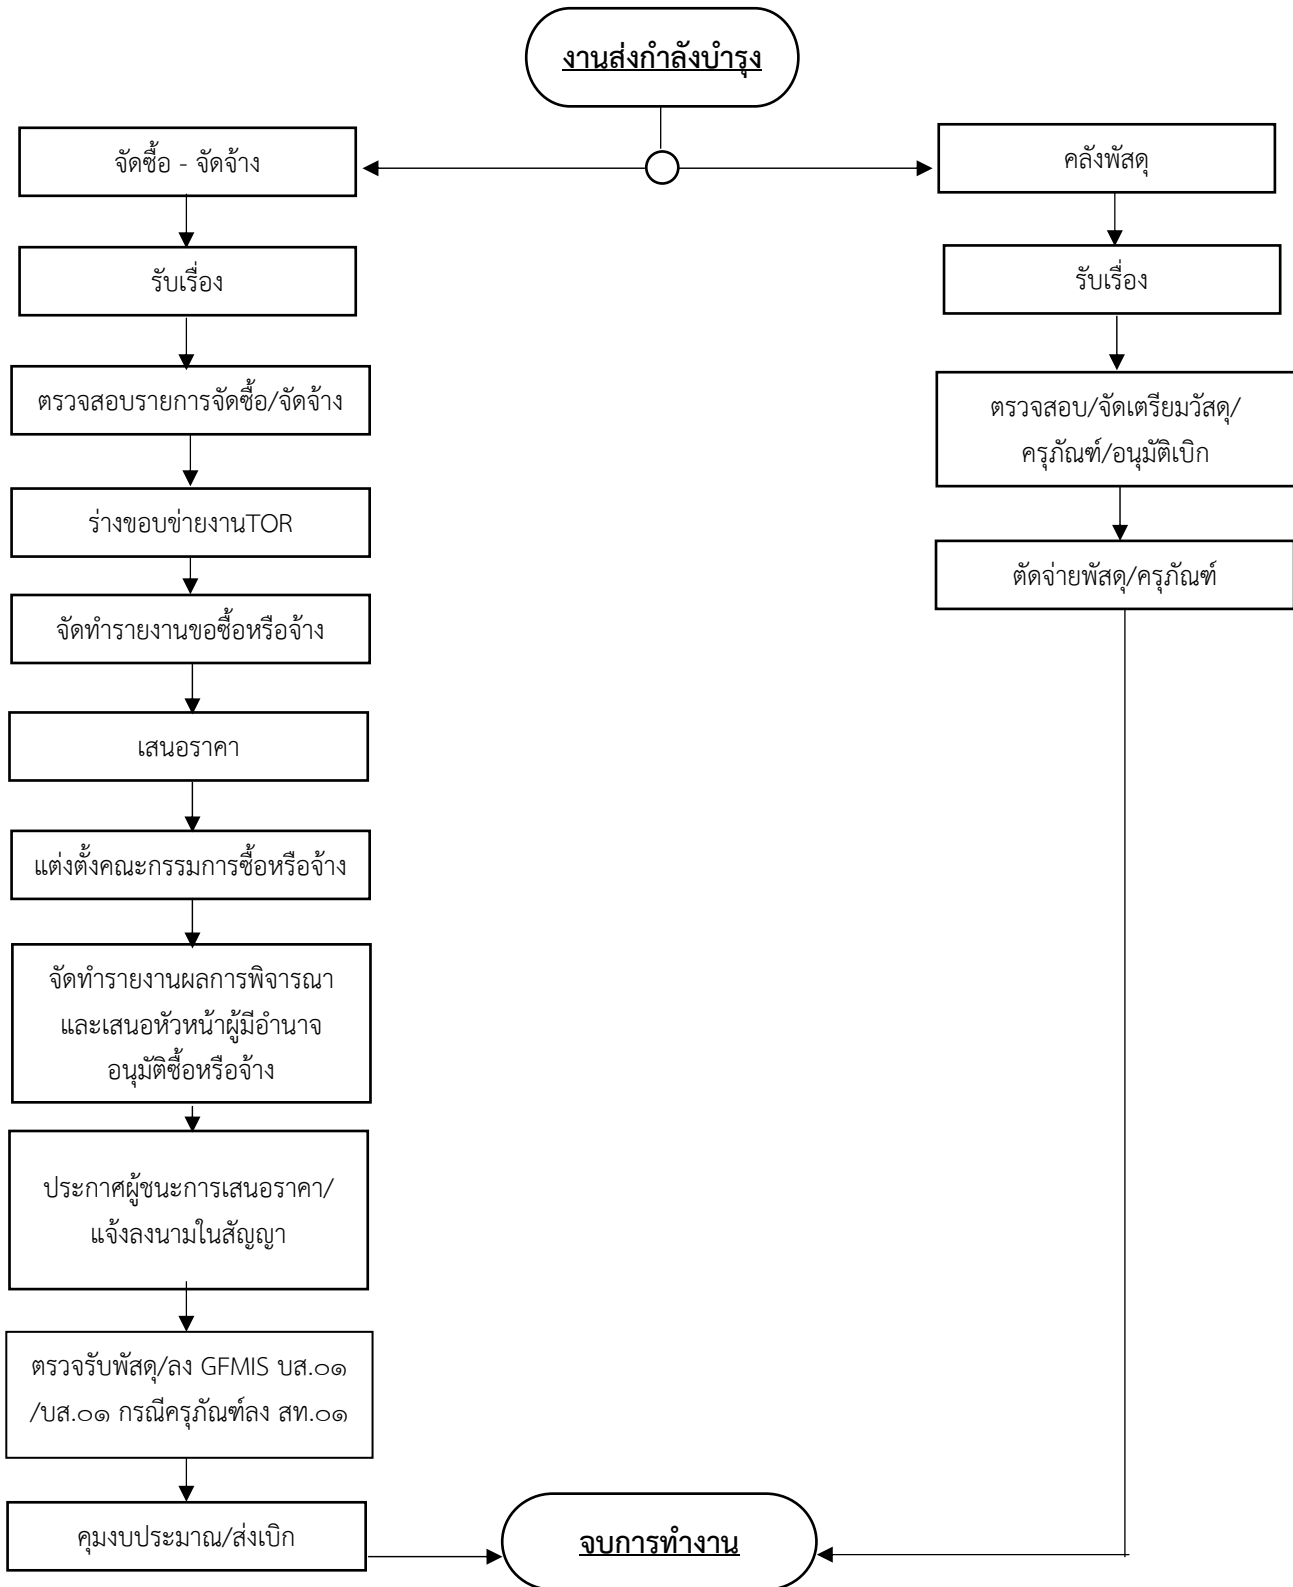 งานส่งกำลังบำรุง
จัดซื้อ - จัดจ้าง
รับเรื่อง
ตรวจสอบรายการจัดซื้อ/จัดจ้าง
ร่างขอบข่ายงานTOR
จัดทำรายงานขอซื้อหรือจ้าง
เสนอราคา
แต่งตั้งคณะกรรมการซื้อหรือจ้าง
จัดทำรายงานผลการพิจารณา
และเสนอหัวหน้าผู้มีอำนาจ
อนุมัติซื้อหรือจ้าง
ประกาศผู้ชนะการเสนอราคา/
แจ้งลงนามในสัญญา
ตรวจรับพัสดุ/ลง GFMIS บส.๐๑
/บส.๐๑ กรณีครุภัณฑ์ลง สท.๐๑
คุมงบประมาณ/ส่งเบิก
คลังพัสดุ
รับเรื่อง
ตรวจสอบ/จัดเตรียมวัสดุ/
ครุภัณฑ์/อนุมัติเบิก
ตัดจ่ายพัสดุ/ครุภัณฑ์
จบการทำงาน